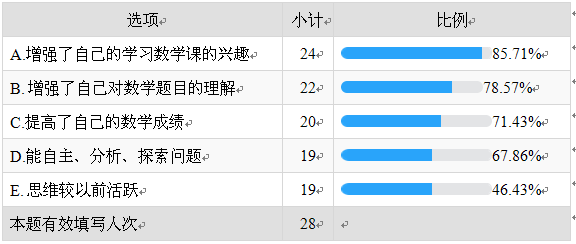 选项 小计 比例
A.增强了自己的学习数学课的兴趣 24 85.71%
B. 增强了自己对数学题目的理解 22 78.57%
C.提高了自己的数学成绩 20 71.43%
D.能自主、分析、探索问题 19 67.86%
E. 思维较以前活跃 19 46.43%
本题有效填写人次 28